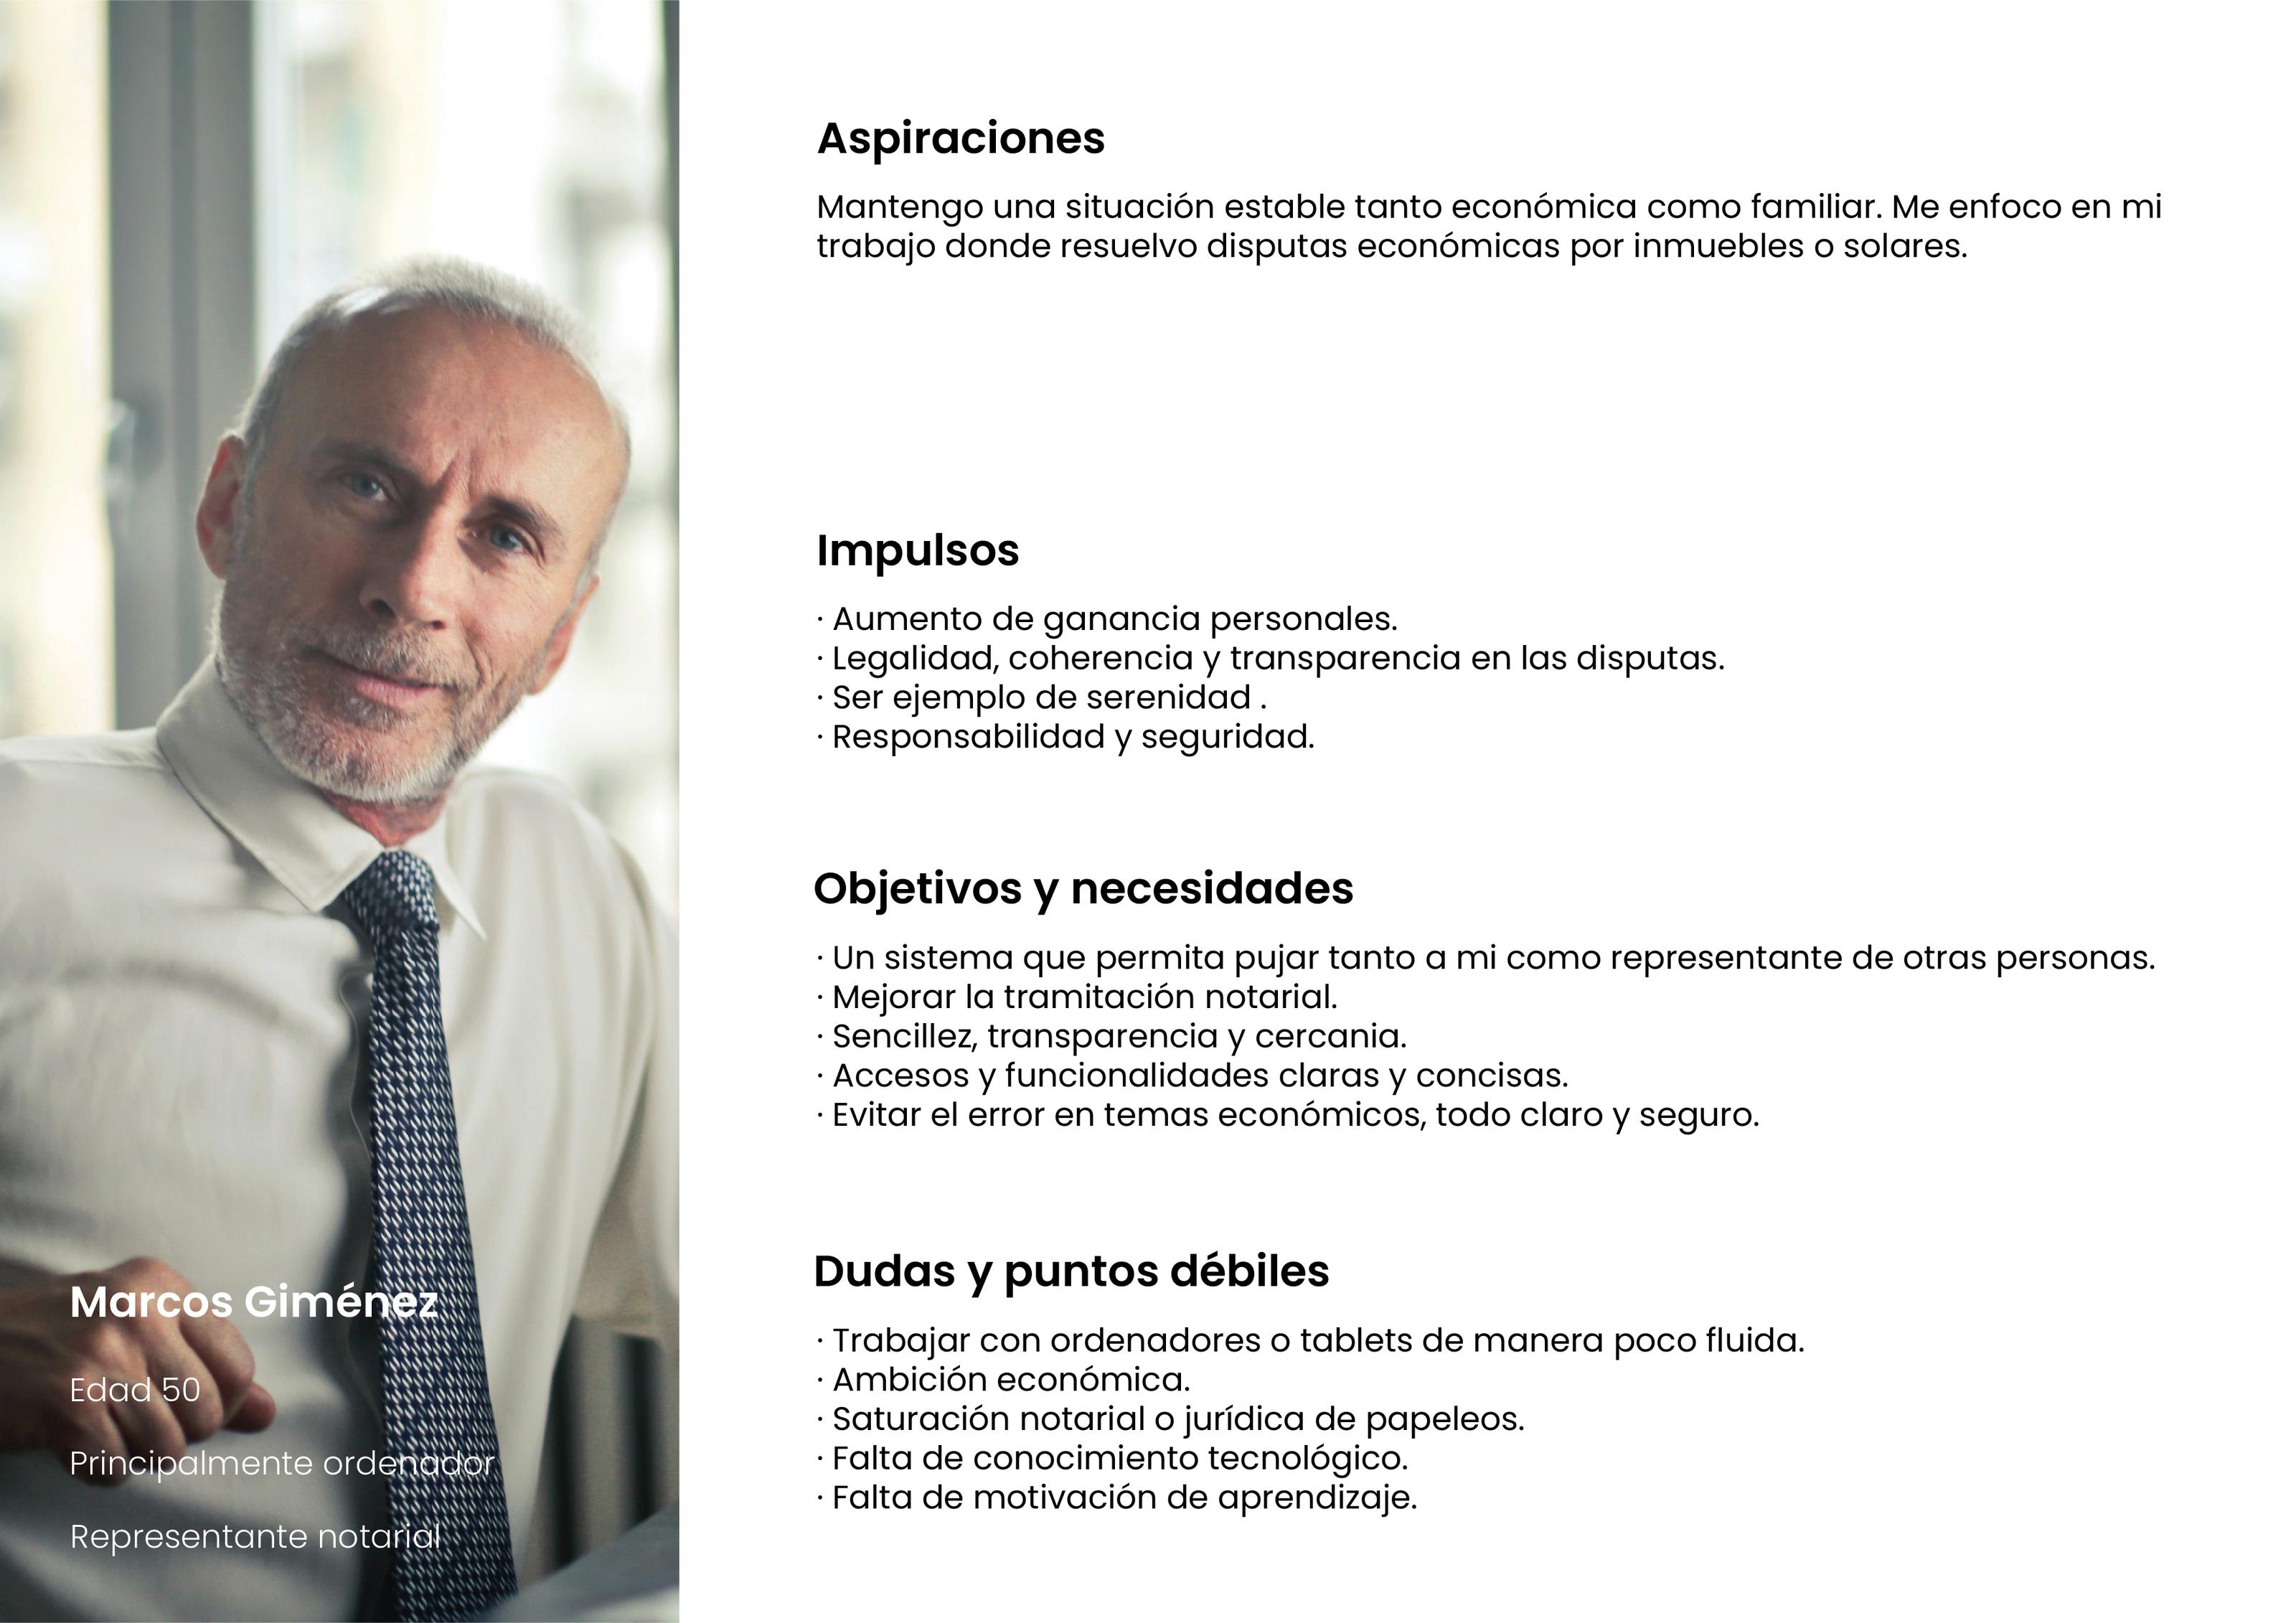 Aspiraciones
Mantengo una situación estable tanto económica como familiar. Me enfoco en mi
trabajo donde resuelvo disputas económicas por inmuebles o solares.
Impulsos
· Aumento de ganancia personales.
· Legalidad, coherencia y transparencia en las disputas.
· Ser ejemplo de serenidad .
· Responsabilidad y seguridad.
Objetivos y necesidades
· Un sistema que permita pujar tanto a mi como representante de otras personas.
· Mejorar la tramitación notarial.
· Sencillez, transparencia y cercania.
· Accesos y funcionalidades claras y concisas.
· Evitar el error en temas económicos, todo claro y seguro.
Dudas y puntos débiles
· Trabajar con ordenadores o tablets de manera poco fluida.
· Ambición económica.
· Saturación notarial o jurídica de papeleos.
· Falta de conocimiento tecnológico.
· Falta de motivación de aprendizaje.
Marcos Giménez
Edad 50
Principalmente ordenador
Representante notarial